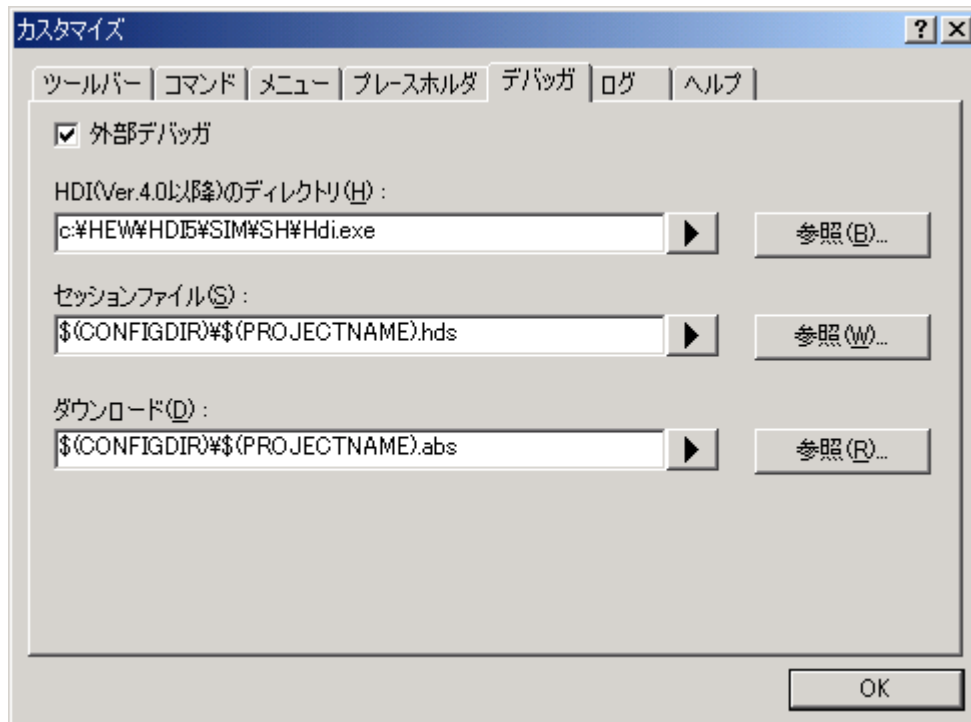 カスタマイズ
ツールバー コマンド メニュー プレースホルダ デバッガ ログ ヘルプ
外部デバッガ
HDI(Ver.4.0以降)のディレクトリ(H) :
c:¥HEW¥HDI5¥SIM¥SH¥Hdi.exe 参照(B)...
セッションファイル(S) :
$(CONFIGDIR)¥$(PROJECTNAME).hds 参照(W)...
ダウンロード(D) :
$(CONFIGDIR)¥$(PROJECTNAME).abs 参照(R)...
OK